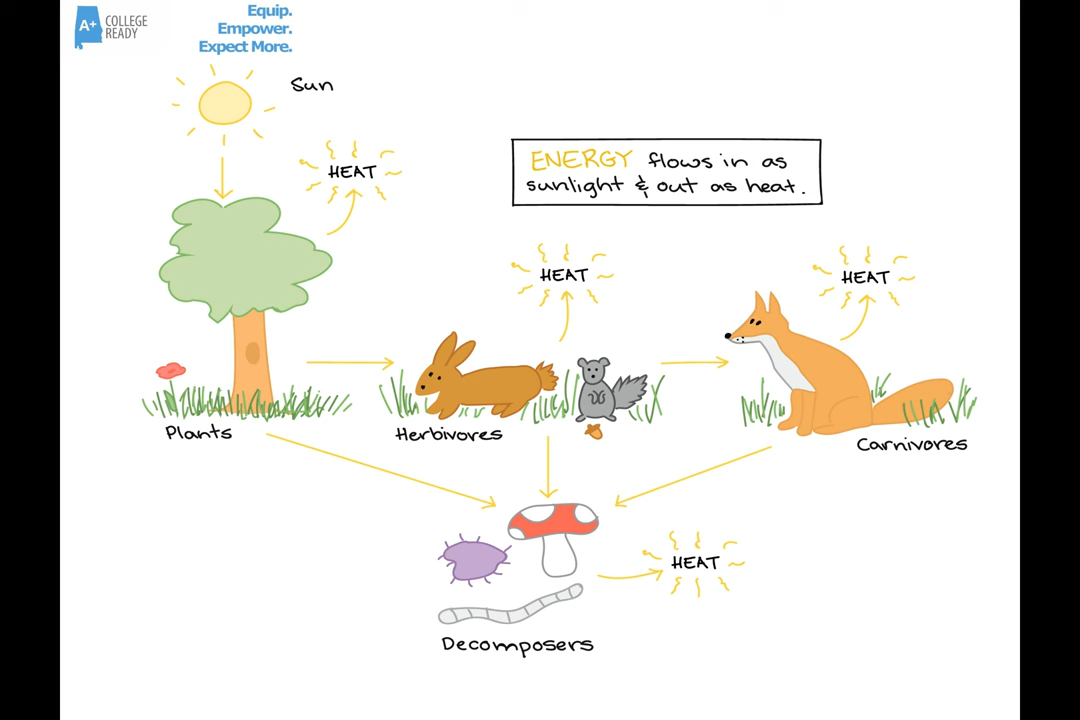 A+ COLLEGE
READY
Equip.
Empower.
Expect More.
Sun
HEAT
ENERGY flows in as
sunlight & out as heat.
HEAT
HEAT
Plants
Herbivores
Carnivores
HEAT
Decomposers